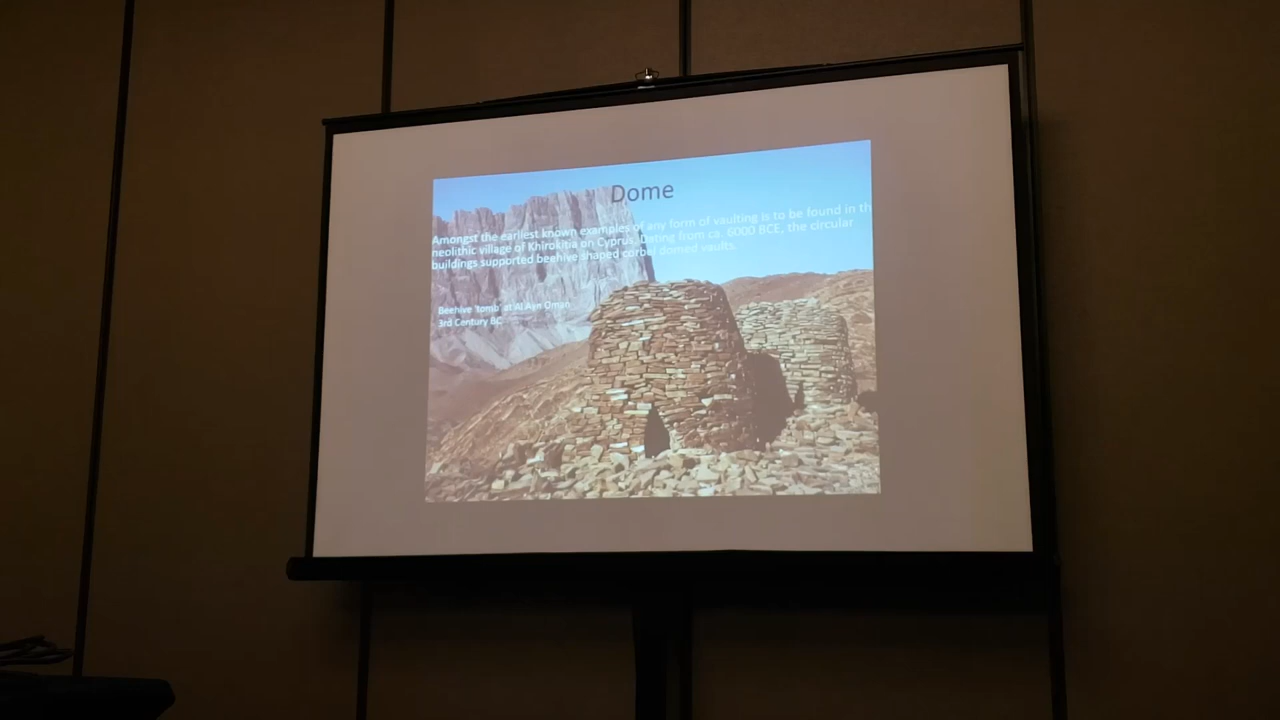 Dome
Amongst the earliest known examples of any form of vaulting is to be found in th
neolithic village of Khirokitia on Cyprus. Dating from ca. 6000 BCE, the circular
buildings supported beehive shaped corbel domed vaults.
Beehive 'tomb' at Al Ayn Oman
3rd Century BC